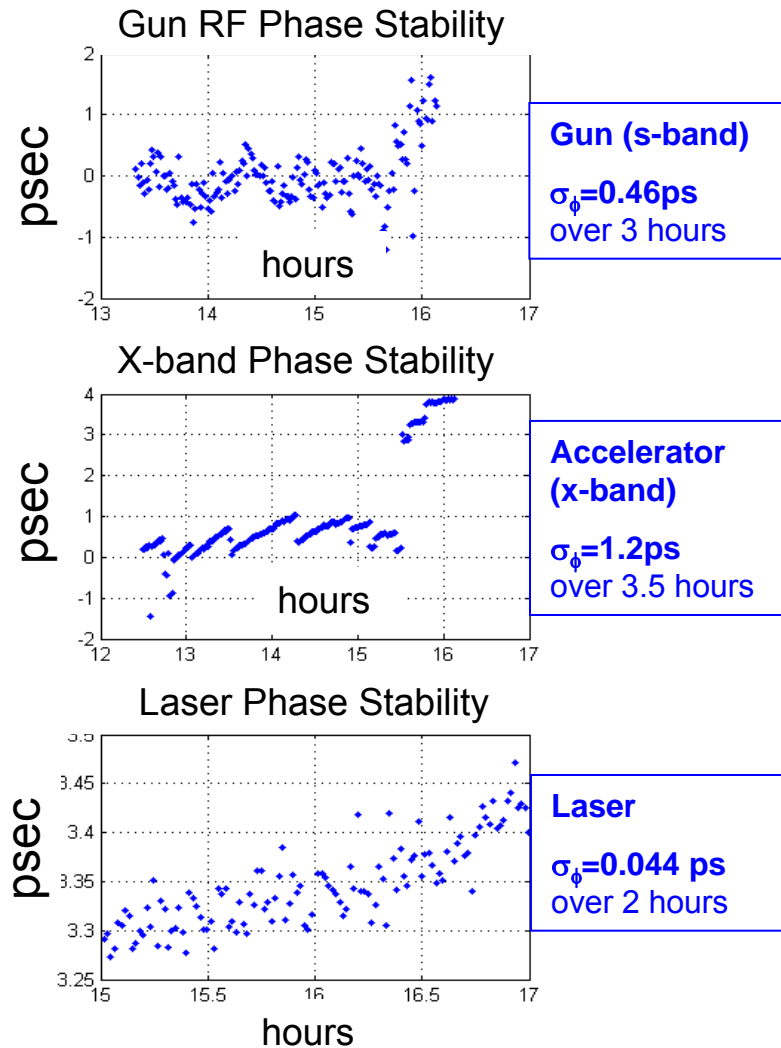 Gun RF Phase Stability
2
1
0
-1
-2
psec
hours
13
14
15
16
17
Gun (s-band)
σϕ=0.46ps
over 3 hours
X-band Phase Stability
4
3
2
1
0
-1
-2
psec
hours
12
13
14
15
16
17
Accelerator
(x-band)
σϕ=1.2ps
over 3.5 hours
Laser Phase Stability
3.5
3.45
3.4
3.35
3.3
3.25
psec
15
15.5
16
16.5
17
hours
Laser
σϕ=0.044 ps
over 2 hours